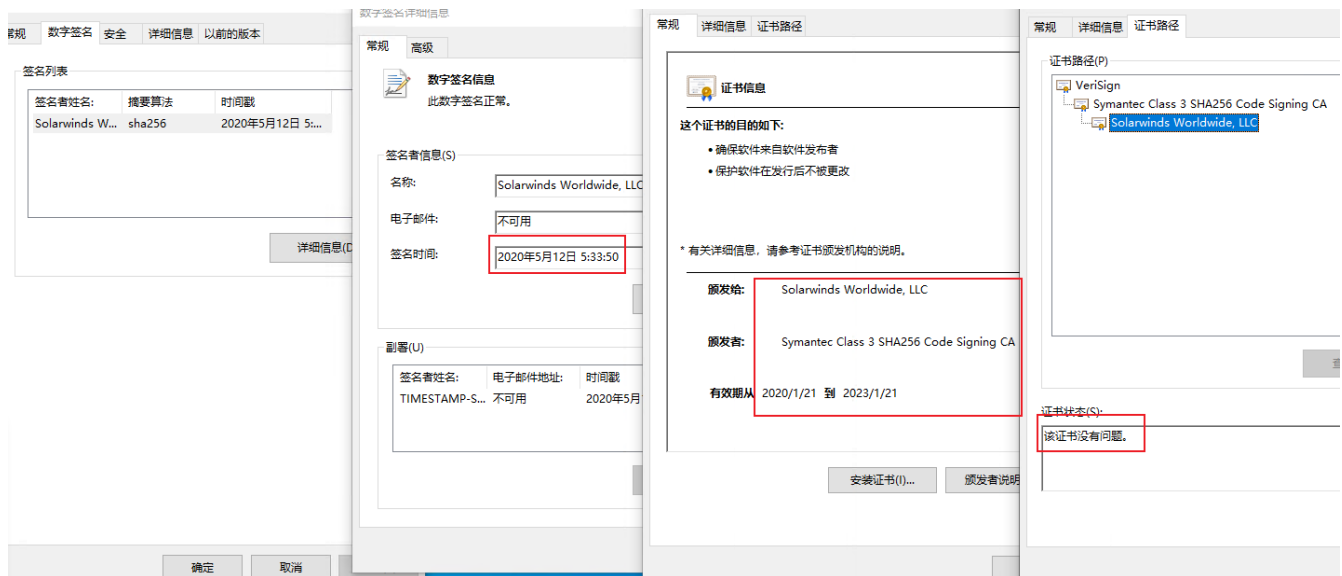 常规 数字签名 安全 详细信息 以前的版本
签名列表
签名者姓名: 摘要算法 时间戳
Solarwinds W... sha256 2020年5月12日 5:...
详细信息(D
确定 取消
数字签名详细信息
常规 高级
数字签名信息
此数字签名正常。
签名者信息(S)
名称: Solarwinds Worldwide, LLC
电子邮件: 不可用
签名时间: 2020年5月12日 5:33:50
副署(U)
签名者姓名: 电子邮件地址: 时间戳
TIMESTAMP-S... 不可用 2020年5月
常规 详细信息 证书路径
证书信息
这个证书的目的如下:
• 确保软件来自软件发布者
• 保护软件在发行后不被更改
* 有关详细信息，请参考证书颁发机构的说明。
颁发给: Solarwinds Worldwide, LLC
颁发者: Symantec Class 3 SHA256 Code Signing CA
有效期从 2020/1/21 到 2023/1/21
安装证书(I)... 颁发者说明
常规 详细信息 证书路径
证书路径(P)
VeriSign
Symantec Class 3 SHA256 Code Signing CA
Solarwinds Worldwide, LLC
证书状态(S):
该证书没有问题。